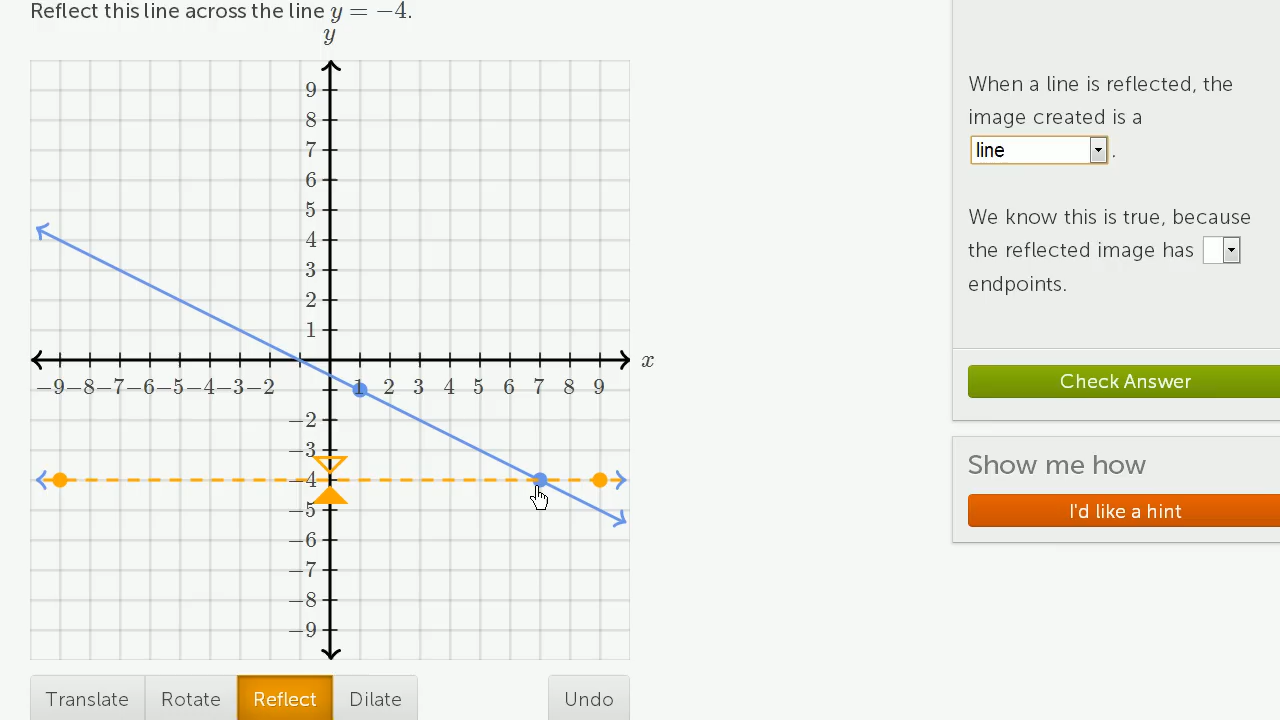 Reflect this line across the line y = −4.
y
9
8
7
6
5
4
3
2
1
x
−9 −8 −7 −6 −5 −4 −3 −2 1 2 3 4 5 6 7 8 9
−2
−3
−4
−5
−6
−7
−8
−9
Translate Rotate Reflect Dilate Undo
When a line is reflected, the
image created is a
line .
We know this is true, because
the reflected image has
endpoints.
Check Answer
Show me how
I'd like a hint